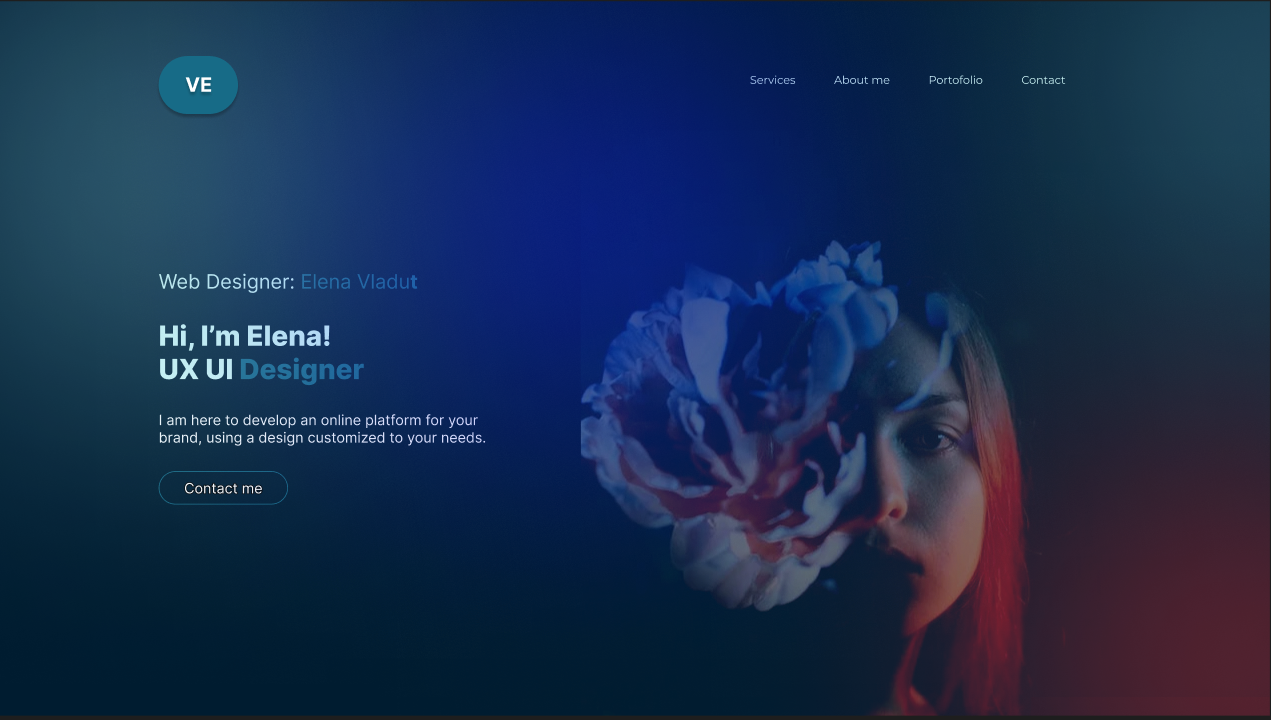 VE
Services About me Portofolio Contact
Web Designer: Elena Vladut
Hi, I’m Elena!
UX UI Designer
I am here to develop an online platform for your
brand, using a design customized to your needs.
Contact me